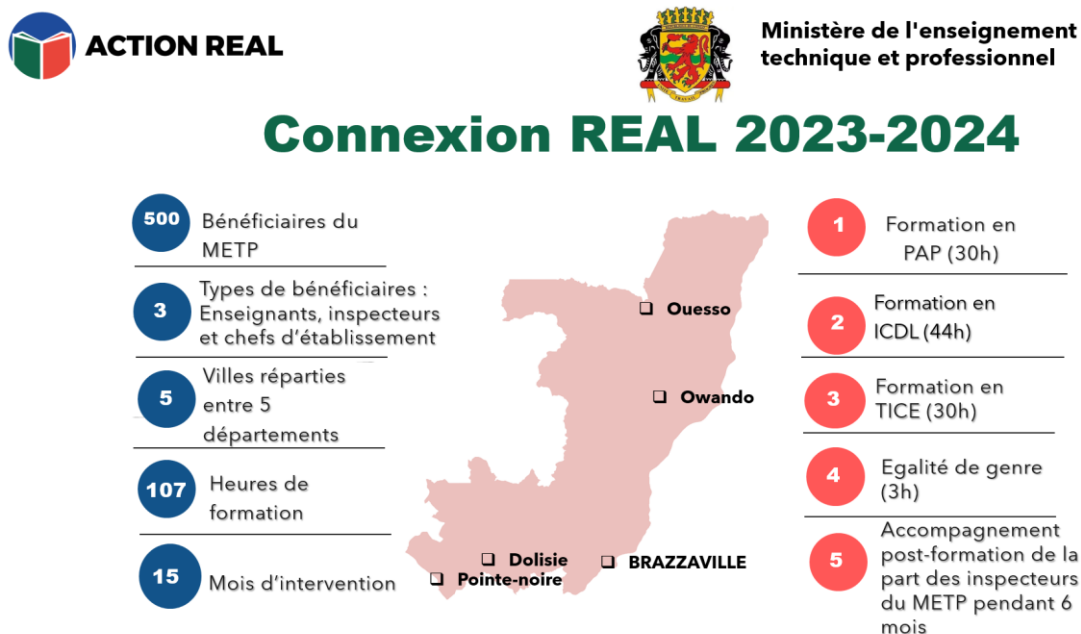 ACTION REAL
Ministère de l'enseignement
technique et professionnel
Connexion REAL 2023-2024
500
Bénéficiaires du
METP
3
Types de bénéficiaires :
Enseignants, inspecteurs
et chefs d'établissement
5
Villes réparties
entre 5
départements
107
Heures de
formation
15
Mois d'intervention
Ouesso
Owando
Dolisie
Pointe-noire
BRAZZAVILLE
1
Formation en
PAP (30h)
2
Formation en
ICDL (44h)
3
Formation en
TICE (30h)
4
Egalité de genre
(3h)
5
Accompagnement
post-formation de la
part des inspecteurs
du METP pendant 6
mois